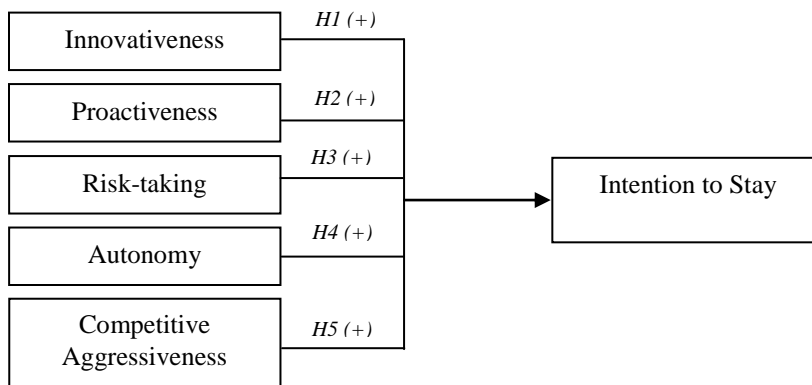 H1 (+)
Innovativeness
H2 (+)
Proactiveness
H3 (+)
Risk-taking
Intention to Stay
H4 (+)
Autonomy
H5 (+)
Competitive
Aggressiveness